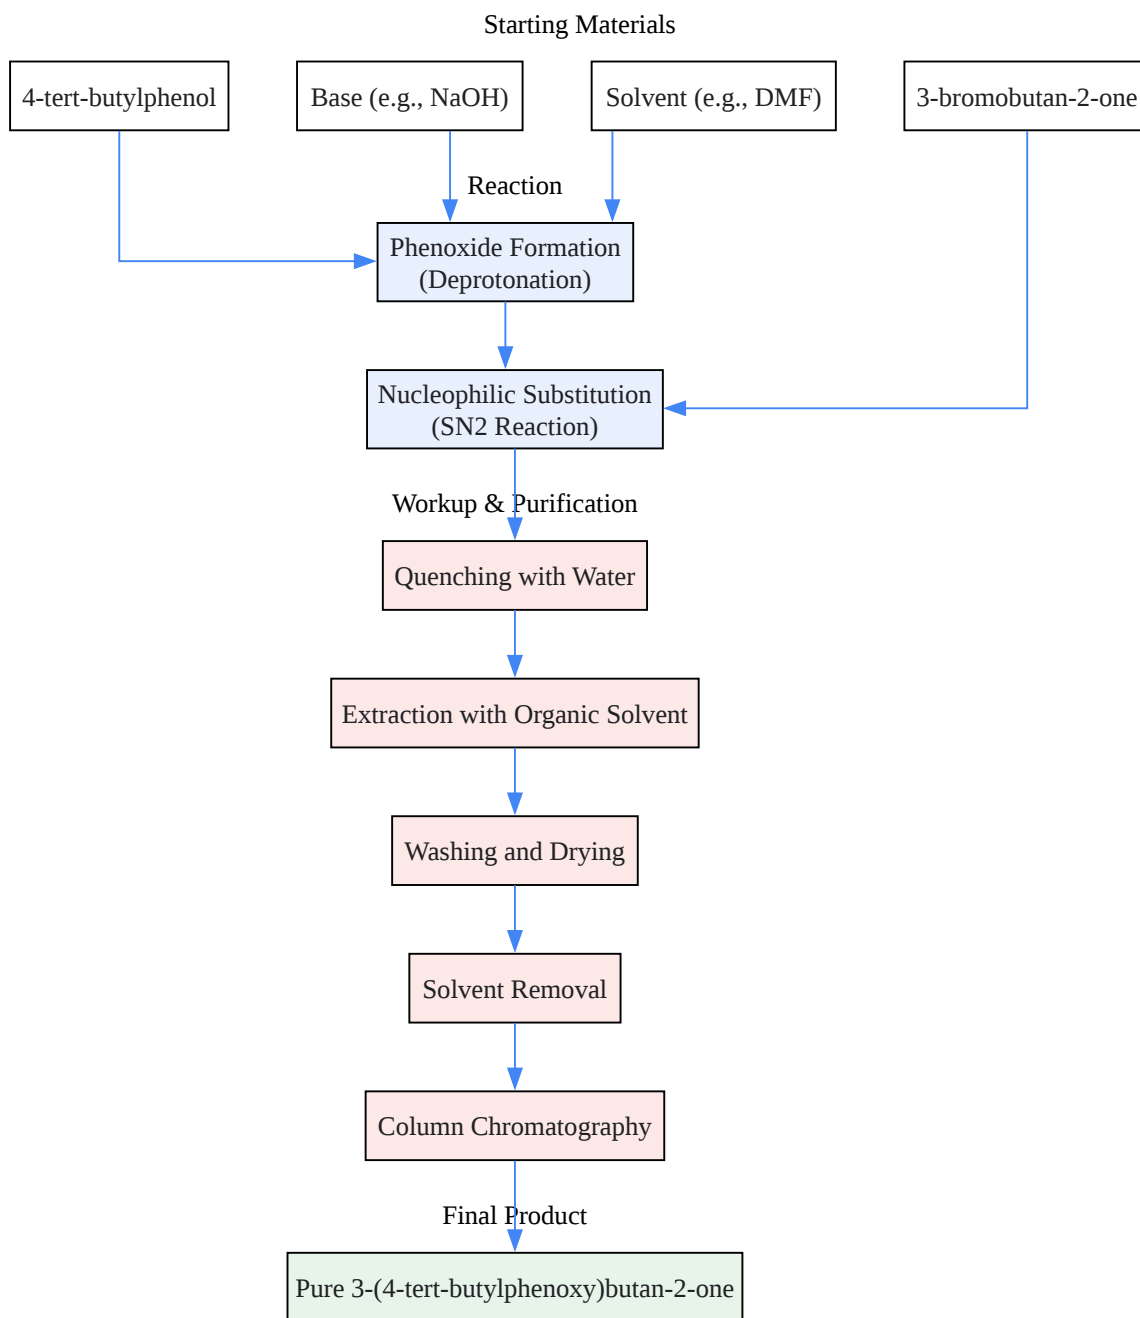 Starting Materials
4-tert-butylphenol
Base (e.g., NaOH)
Solvent (e.g., DMF)
3-bromobutan-2-one
Reaction
Phenoxide Formation
(Deprotonation)
Nucleophilic Substitution
(SN2 Reaction)
Workup & Purification
Quenching with Water
Extraction with Organic Solvent
Washing and Drying
Solvent Removal
Column Chromatography
Final Product
Pure 3-(4-tert-butylphenoxy)butan-2-one